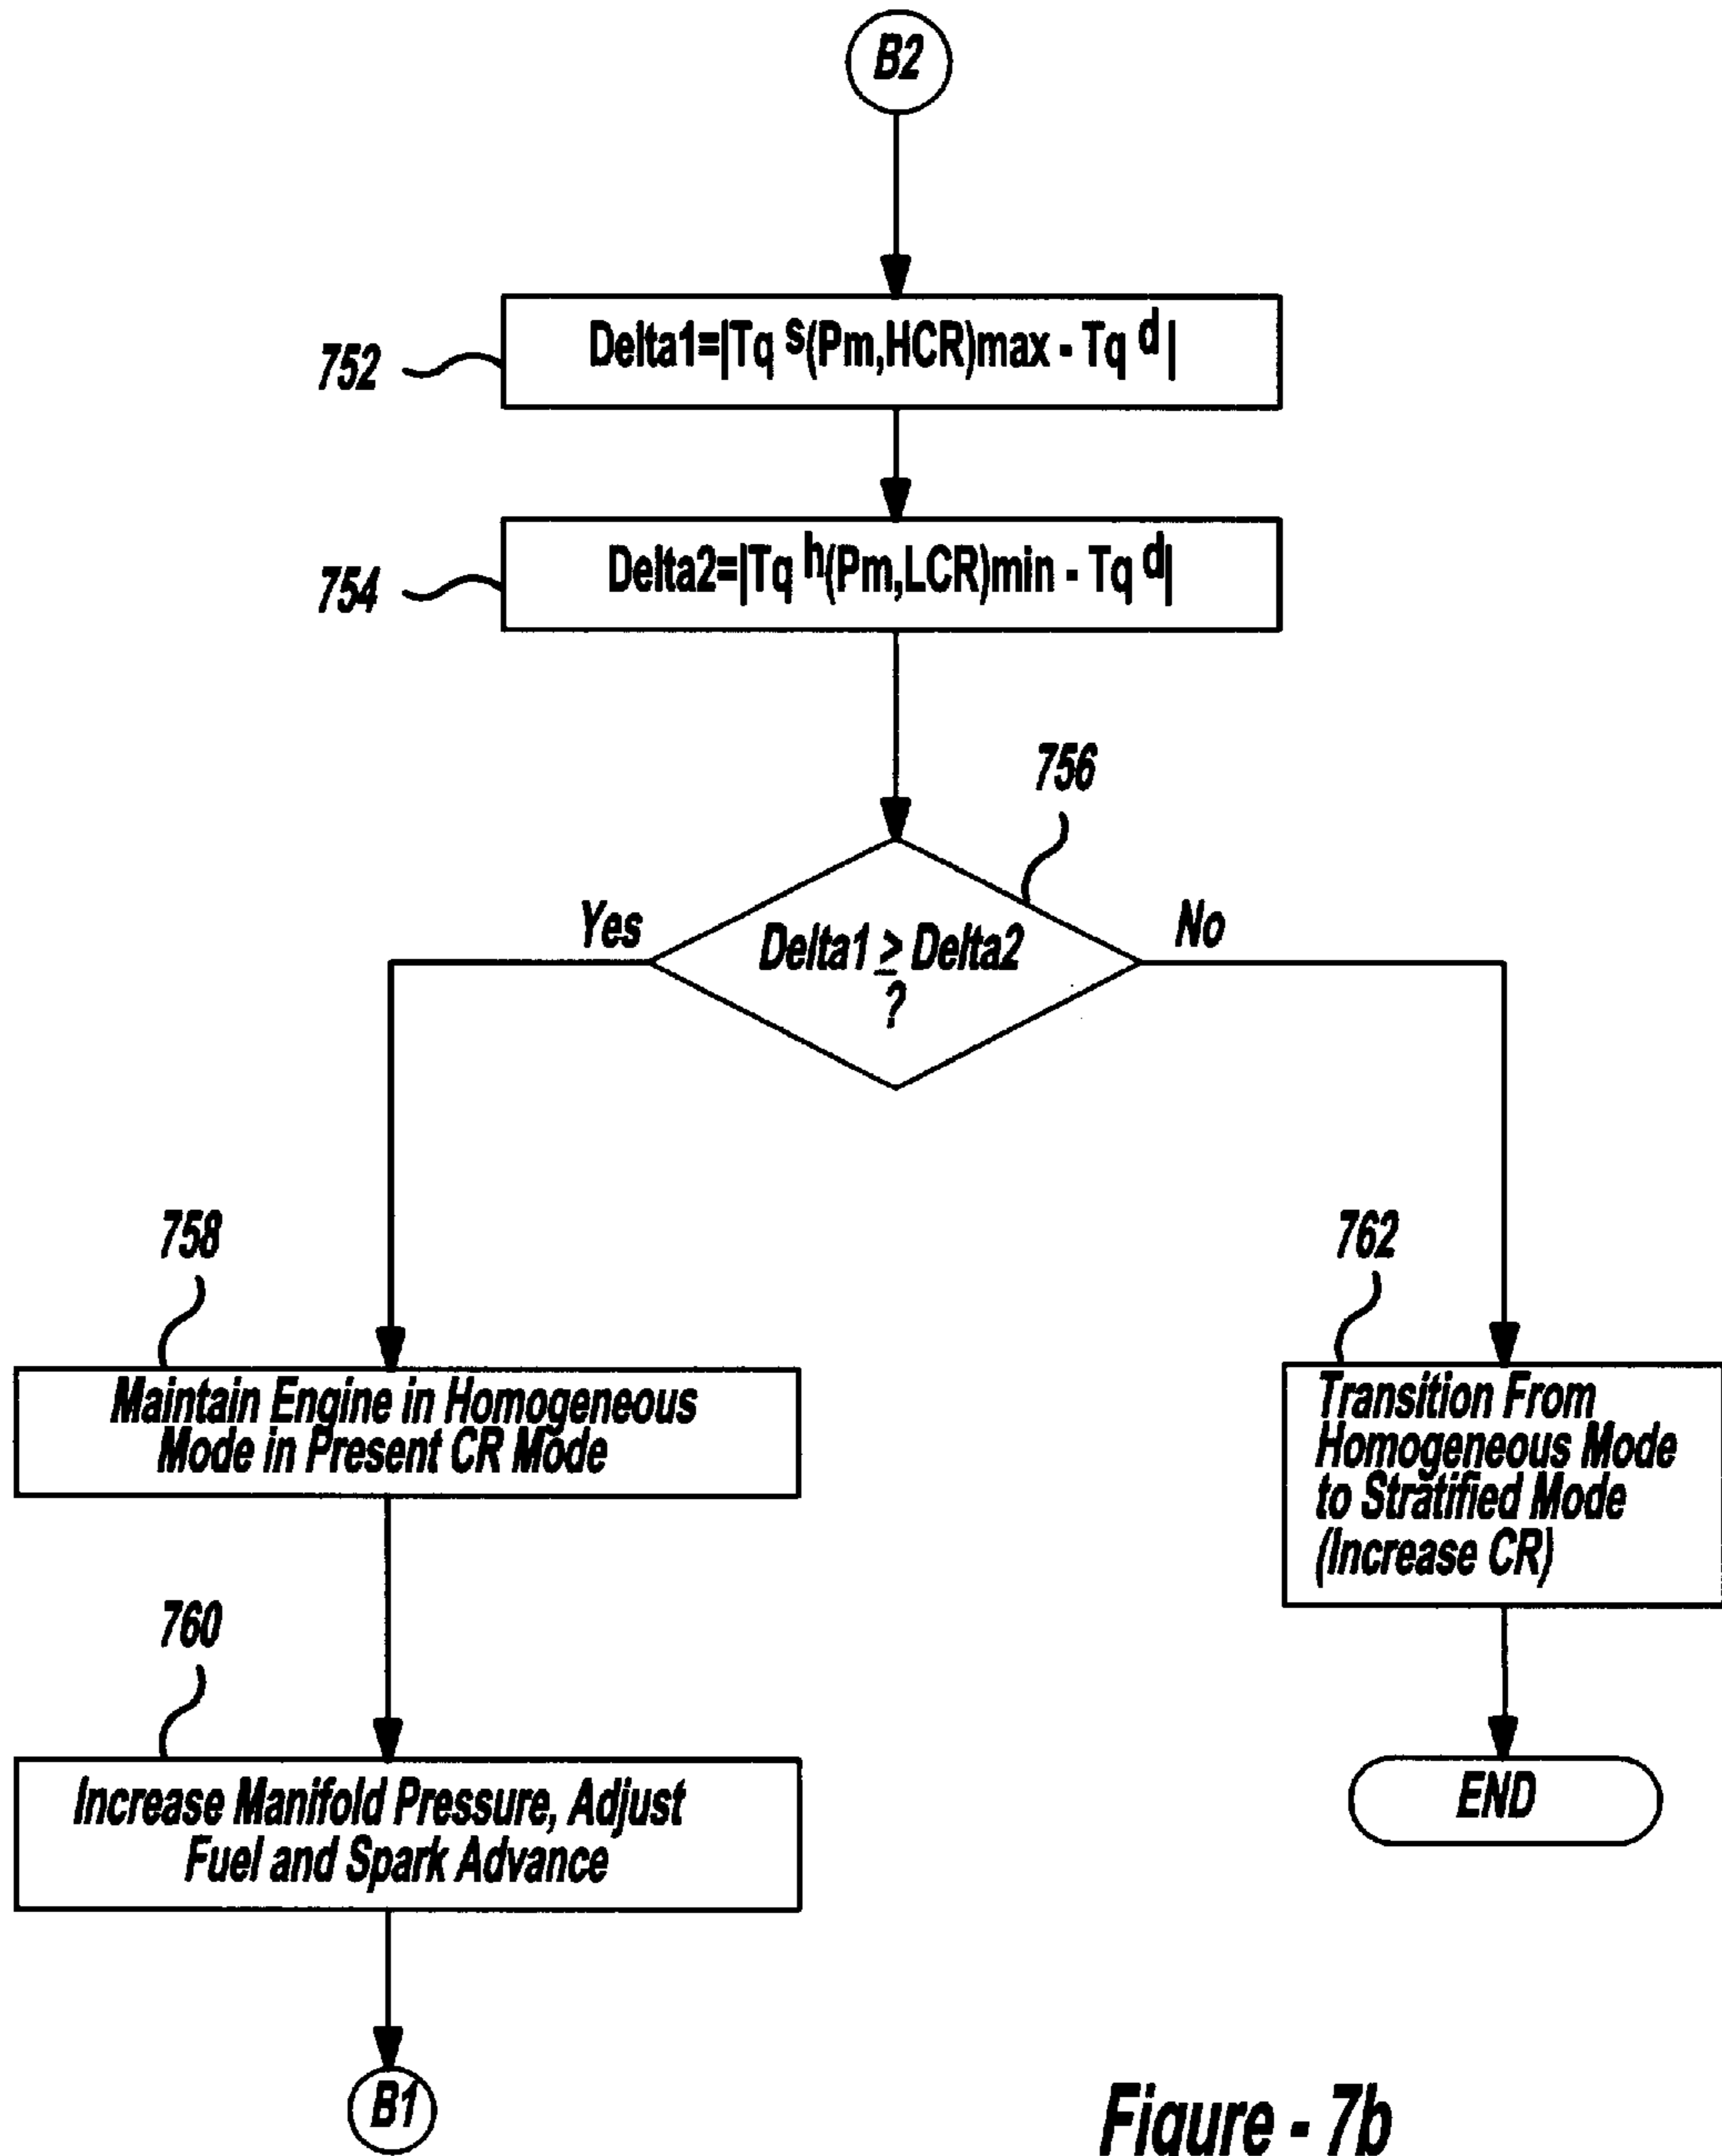 B2
752
Delta1=|Tq s(Pm,HCR)max - Tq d|
754
Delta2=|Tq h(Pm,LCR)min - Tq d|
756
Yes
Delta1 ≥ Delta2
?
No
758
Maintain Engine in Homogeneous
Mode in Present CR Mode
762
Transition From
Homogeneous Mode
to Stratified Mode
(Increase CR)
760
Increase Manifold Pressure, Adjust
Fuel and Spark Advance
END
B1
Figure - 7b